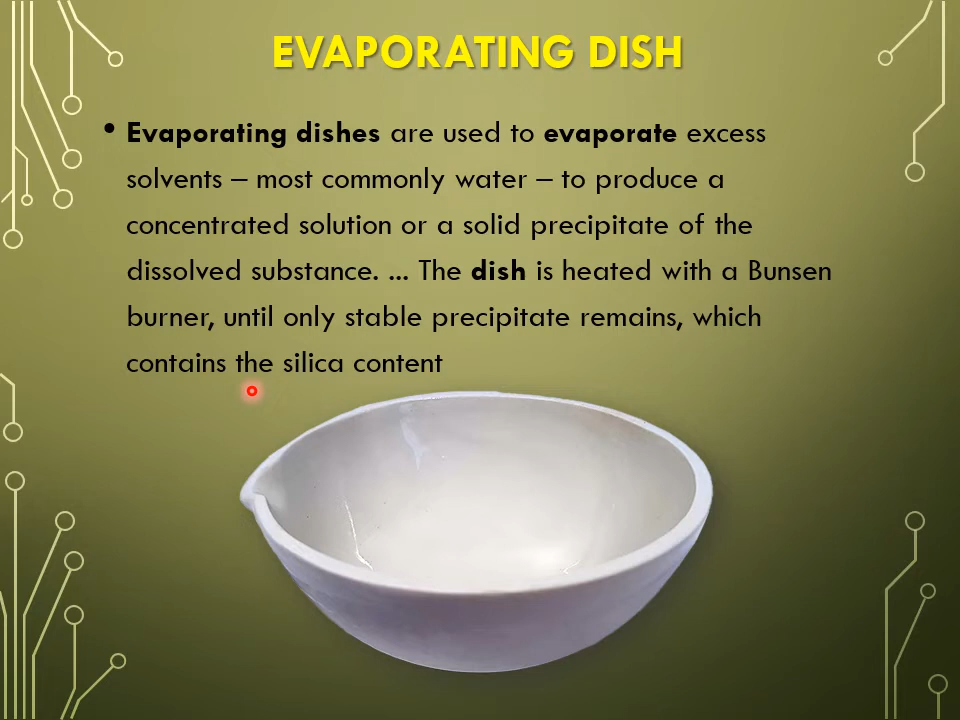 EVAPORATING DISH
• Evaporating dishes are used to evaporate excess
solvents – most commonly water – to produce a
concentrated solution or a solid precipitate of the
dissolved substance. ... The dish is heated with a Bunsen
burner, until only stable precipitate remains, which
contains the silica content